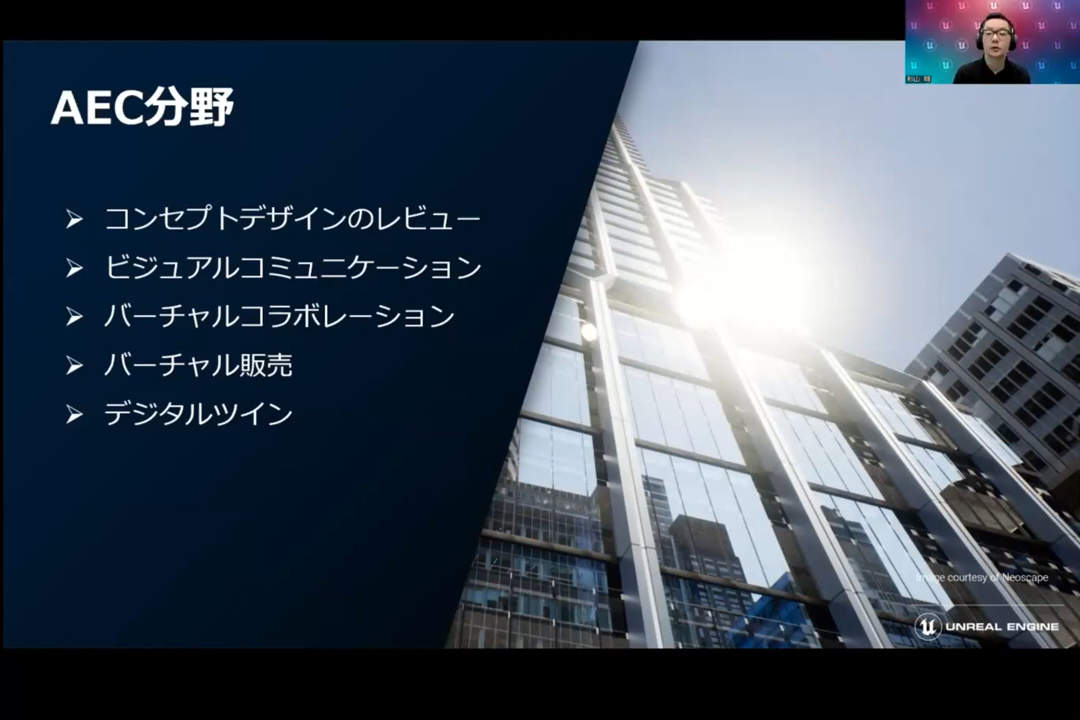 AEC分野
➢ コンセプトデザインのレビュー
➢ ビジュアルコミュニケーション
➢ バーチャルコラボレーション
➢ バーチャル販売
➢ デジタルツイン
Image courtesy of Neoscape
UNREAL ENGINE